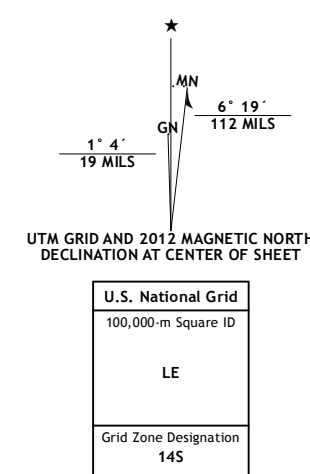 MN
6° 19´
112 MILS
GN
1° 4´
19 MILS
UTM GRID AND 2012 MAGNETIC NORTH
DECLINATION AT CENTER OF SHEET
U.S. National Grid
100,000-m Square ID
LE
Grid Zone Designation
14S